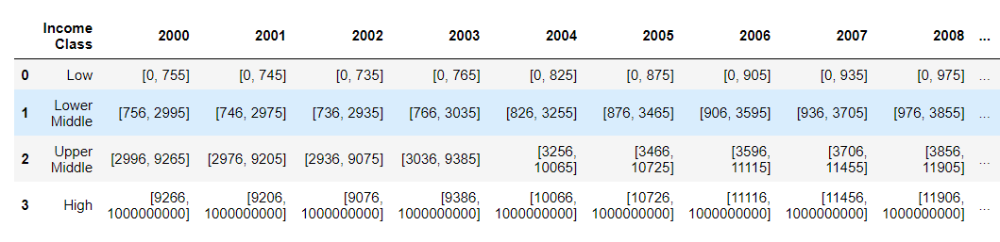 Income Class 2000 2001 2002 2003 2004 2005 2006 2007 2008 ...
0 Low [0, 755] [0, 745] [0, 735] [0, 765] [0, 825] [0, 875] [0, 905] [0, 935] [0, 975] ...
1 Lower Middle [756, 2995] [746, 2975] [736, 2935] [766, 3035] [826, 3255] [876, 3465] [906, 3595] [936, 3705] [976, 3855] ...
2 Upper Middle [2996, 9265] [2976, 9205] [2936, 9075] [3036, 9385] [3256, 10065] [3466, 10725] [3596, 11115] [3706, 11455] [3856, 11905] ...
3 High [9266, 1000000000] [9206, 1000000000] [9076, 1000000000] [9386, 1000000000] [10066, 1000000000] [10726, 1000000000] [11116, 1000000000] [11456, 1000000000] [11906, 1000000000] ...